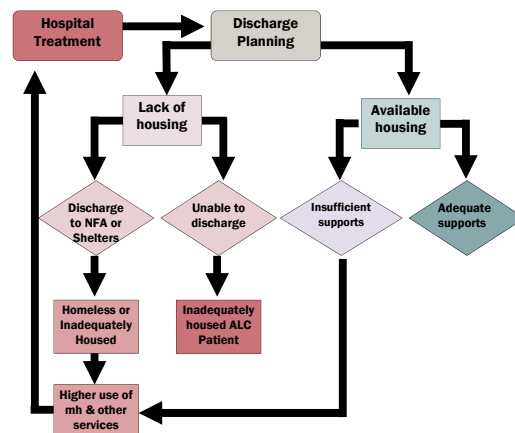 Hospital
Treatment
Discharge
Planning
Lack of
housing
Available
housing
Discharge
to NFA or
Shelters
Unable to
discharge
Insufficient
supports
Adequate
supports
Homeless or
Inadequately
Housed
Inadequately
housed ALC
Patient
Higher use of
mh & other
services